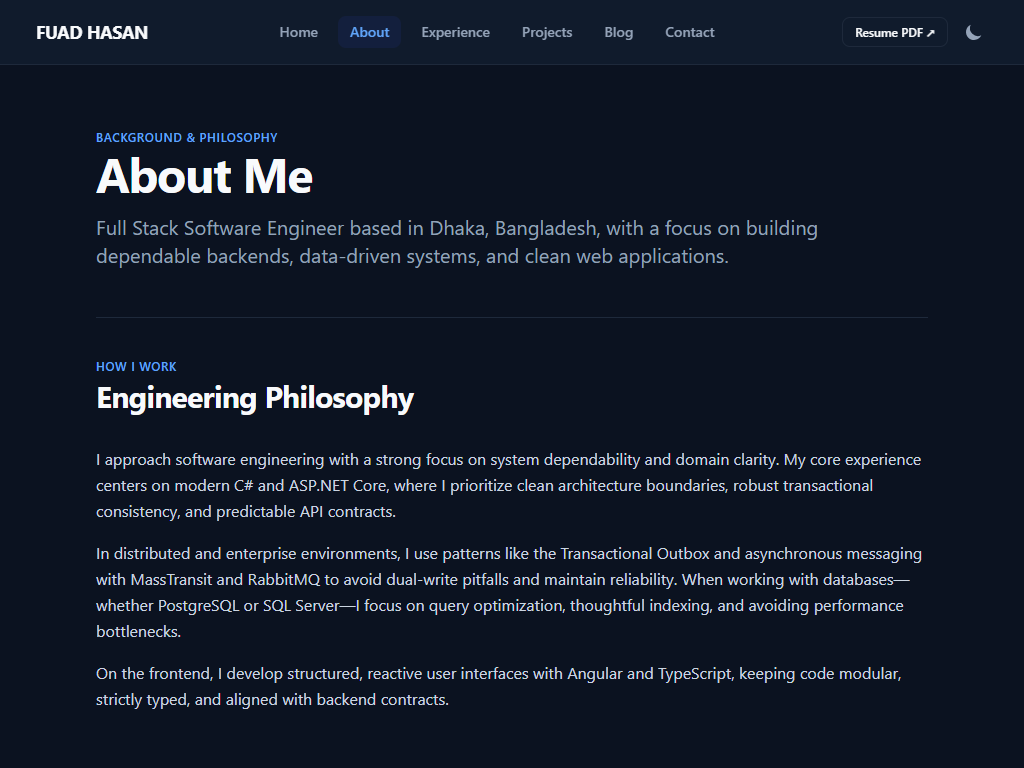 FUAD HASAN
Home
About
Experience
Projects
Blog
Contact
Resume PDF ↗
BACKGROUND & PHILOSOPHY
About Me
Full Stack Software Engineer based in Dhaka, Bangladesh, with a focus on building
dependable backends, data-driven systems, and clean web applications.
HOW I WORK
Engineering Philosophy
I approach software engineering with a strong focus on system dependability and domain clarity. My core experience
centers on modern C# and ASP.NET Core, where I prioritize clean architecture boundaries, robust transactional
consistency, and predictable API contracts.
In distributed and enterprise environments, I use patterns like the Transactional Outbox and asynchronous messaging
with MassTransit and RabbitMQ to avoid dual-write pitfalls and maintain reliability. When working with databases—
whether PostgreSQL or SQL Server—I focus on query optimization, thoughtful indexing, and avoiding performance
bottlenecks.
On the frontend, I develop structured, reactive user interfaces with Angular and TypeScript, keeping code modular,
strictly typed, and aligned with backend contracts.